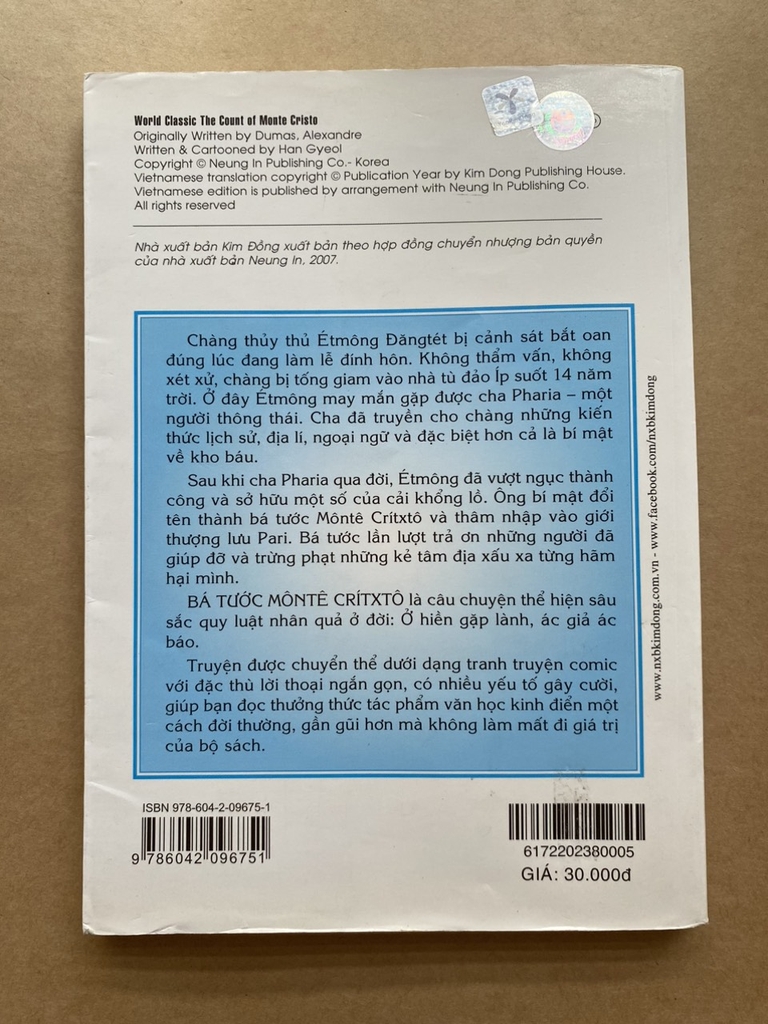 World Classic The Count of Monte Cristo
Originally Written by Dumas, Alexandre
Written & Cartooned by Han Gyeol
Copyright © Neung In Publishing Co.- Korea
Vietnamese translation copyright © Publication Year by Kim Dong Publishing House.
Vietnamese edition is published by arrangement with Neung In Publishing Co.
All rights reserved
Nhà xuất bản Kim Đồng xuất bản theo hợp đồng chuyển nhượng bản quyền
của nhà xuất bản Neung In, 2007.
Chàng thủy thủ Étmông Đăngtét bị cảnh sát bắt oan
đúng lúc đang làm lễ đính hôn. Không thẩm vấn, không
xét xử, chàng bị tống giam vào nhà tù đảo Íp suốt 14 năm
trời. Ở đây Étmông may mắn gặp được cha Pharia – một
người thông thái. Cha đã truyền cho chàng những kiến
thức lịch sử, địa lí, ngoại ngữ và đặc biệt hơn cả là bí mật
về kho báu.
Sau khi cha Pharia qua đời, Étmông đã vượt ngục thành
công và sở hữu một số của cải khổng lồ. Ông bí mật đổi
tên thành bá tước Môntê Crítxtô và thâm nhập vào giới
thượng lưu Pari. Bá tước lần lượt trả ơn những người đã
giúp đỡ và trừng phạt những kẻ tâm địa xấu xa từng hãm
hại mình.
BÁ TƯỚC MÔNTÊ CRÍTXTÔ là câu chuyện thể hiện sâu
sắc quy luật nhân quả ở đời: Ở hiền gặp lành, ác giả ác
báo.
Truyện được chuyển thể dưới dạng tranh truyện comic
với đặc thù lời thoại ngắn gọn, có nhiều yếu tố gây cười,
giúp bạn đọc thưởng thức tác phẩm văn học kinh điển một
cách đời thường, gần gũi hơn mà không làm mất đi giá trị
của bộ sách.
www.nxbkimdong.com.vn - www.facebook.com/nxbkimdong
ISBN 978-604-2-09675-1
9 786042 096751
6172202380005
GIÁ: 30.000đ